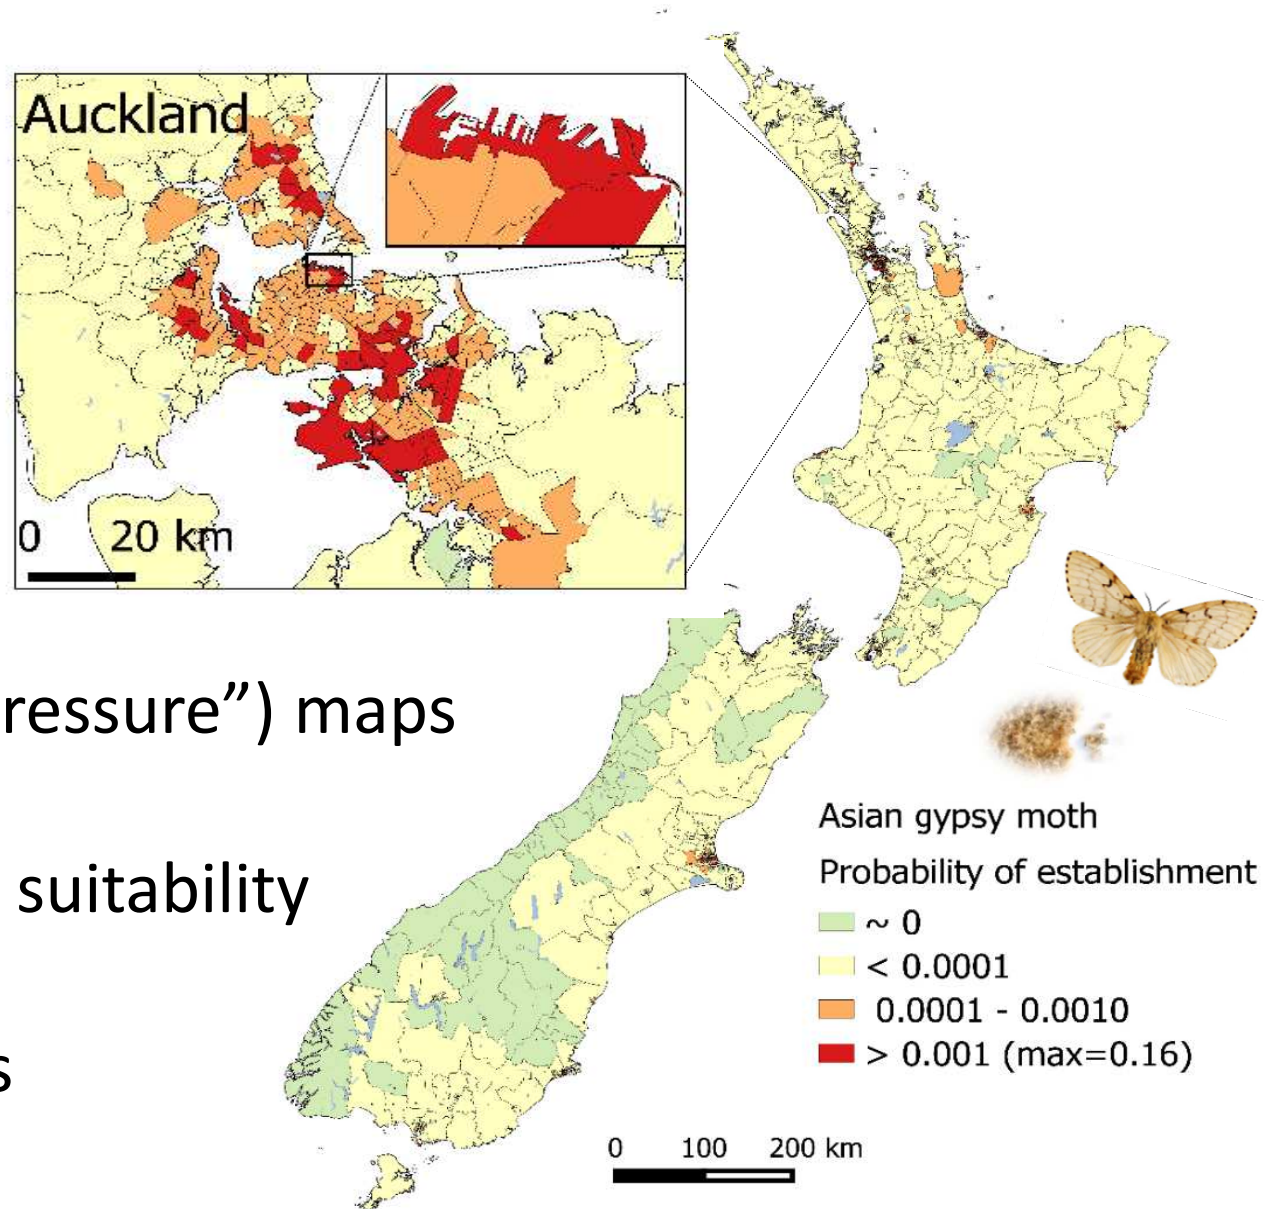 Auckland
0 20 km
ressure”) maps
suitability
s
Asian gypsy moth
Probability of establishment
~ 0
< 0.0001
0.0001 - 0.0010
> 0.001 (max=0.16)
0 100 200 km